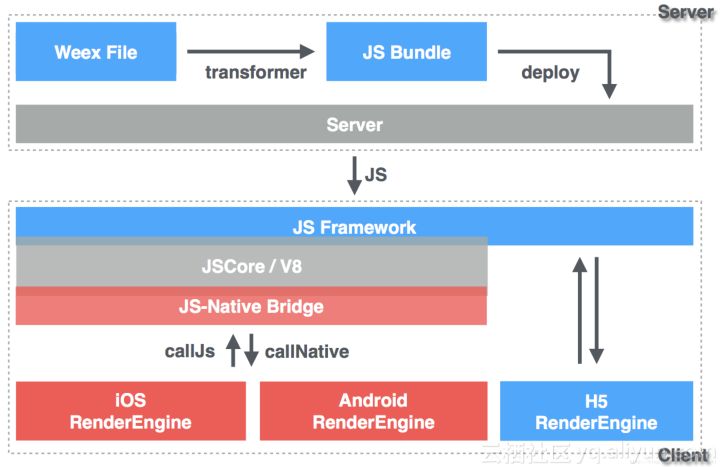 Server
Weex File
transformer
JS Bundle
deploy
Server
JS
JS Framework
JSCore / V8
JS-Native Bridge
callJs
callNative
iOS
RenderEngine
Android
RenderEngine
H5
RenderEngine
云栖社区 yq.aliyun.com
Client